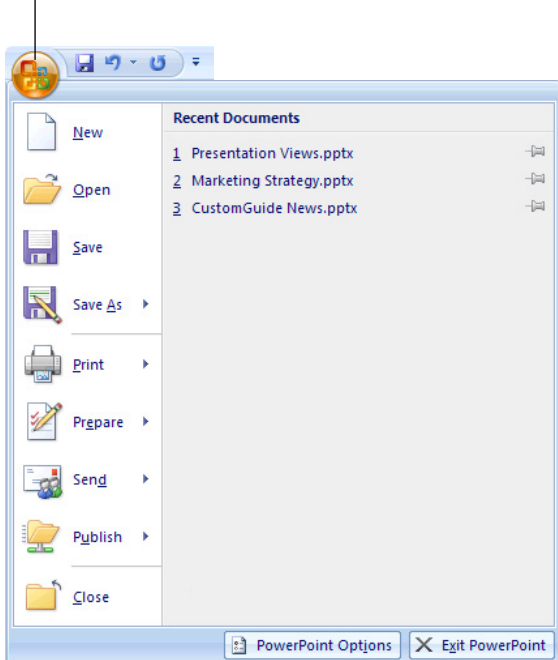 New
Open
Save
Save As
Print
Prepare
Send
Publish
Close
Recent Documents
1 Presentation Views.pptx
2 Marketing Strategy.pptx
3 CustomGuide News.pptx
PowerPoint Options
Exit PowerPoint